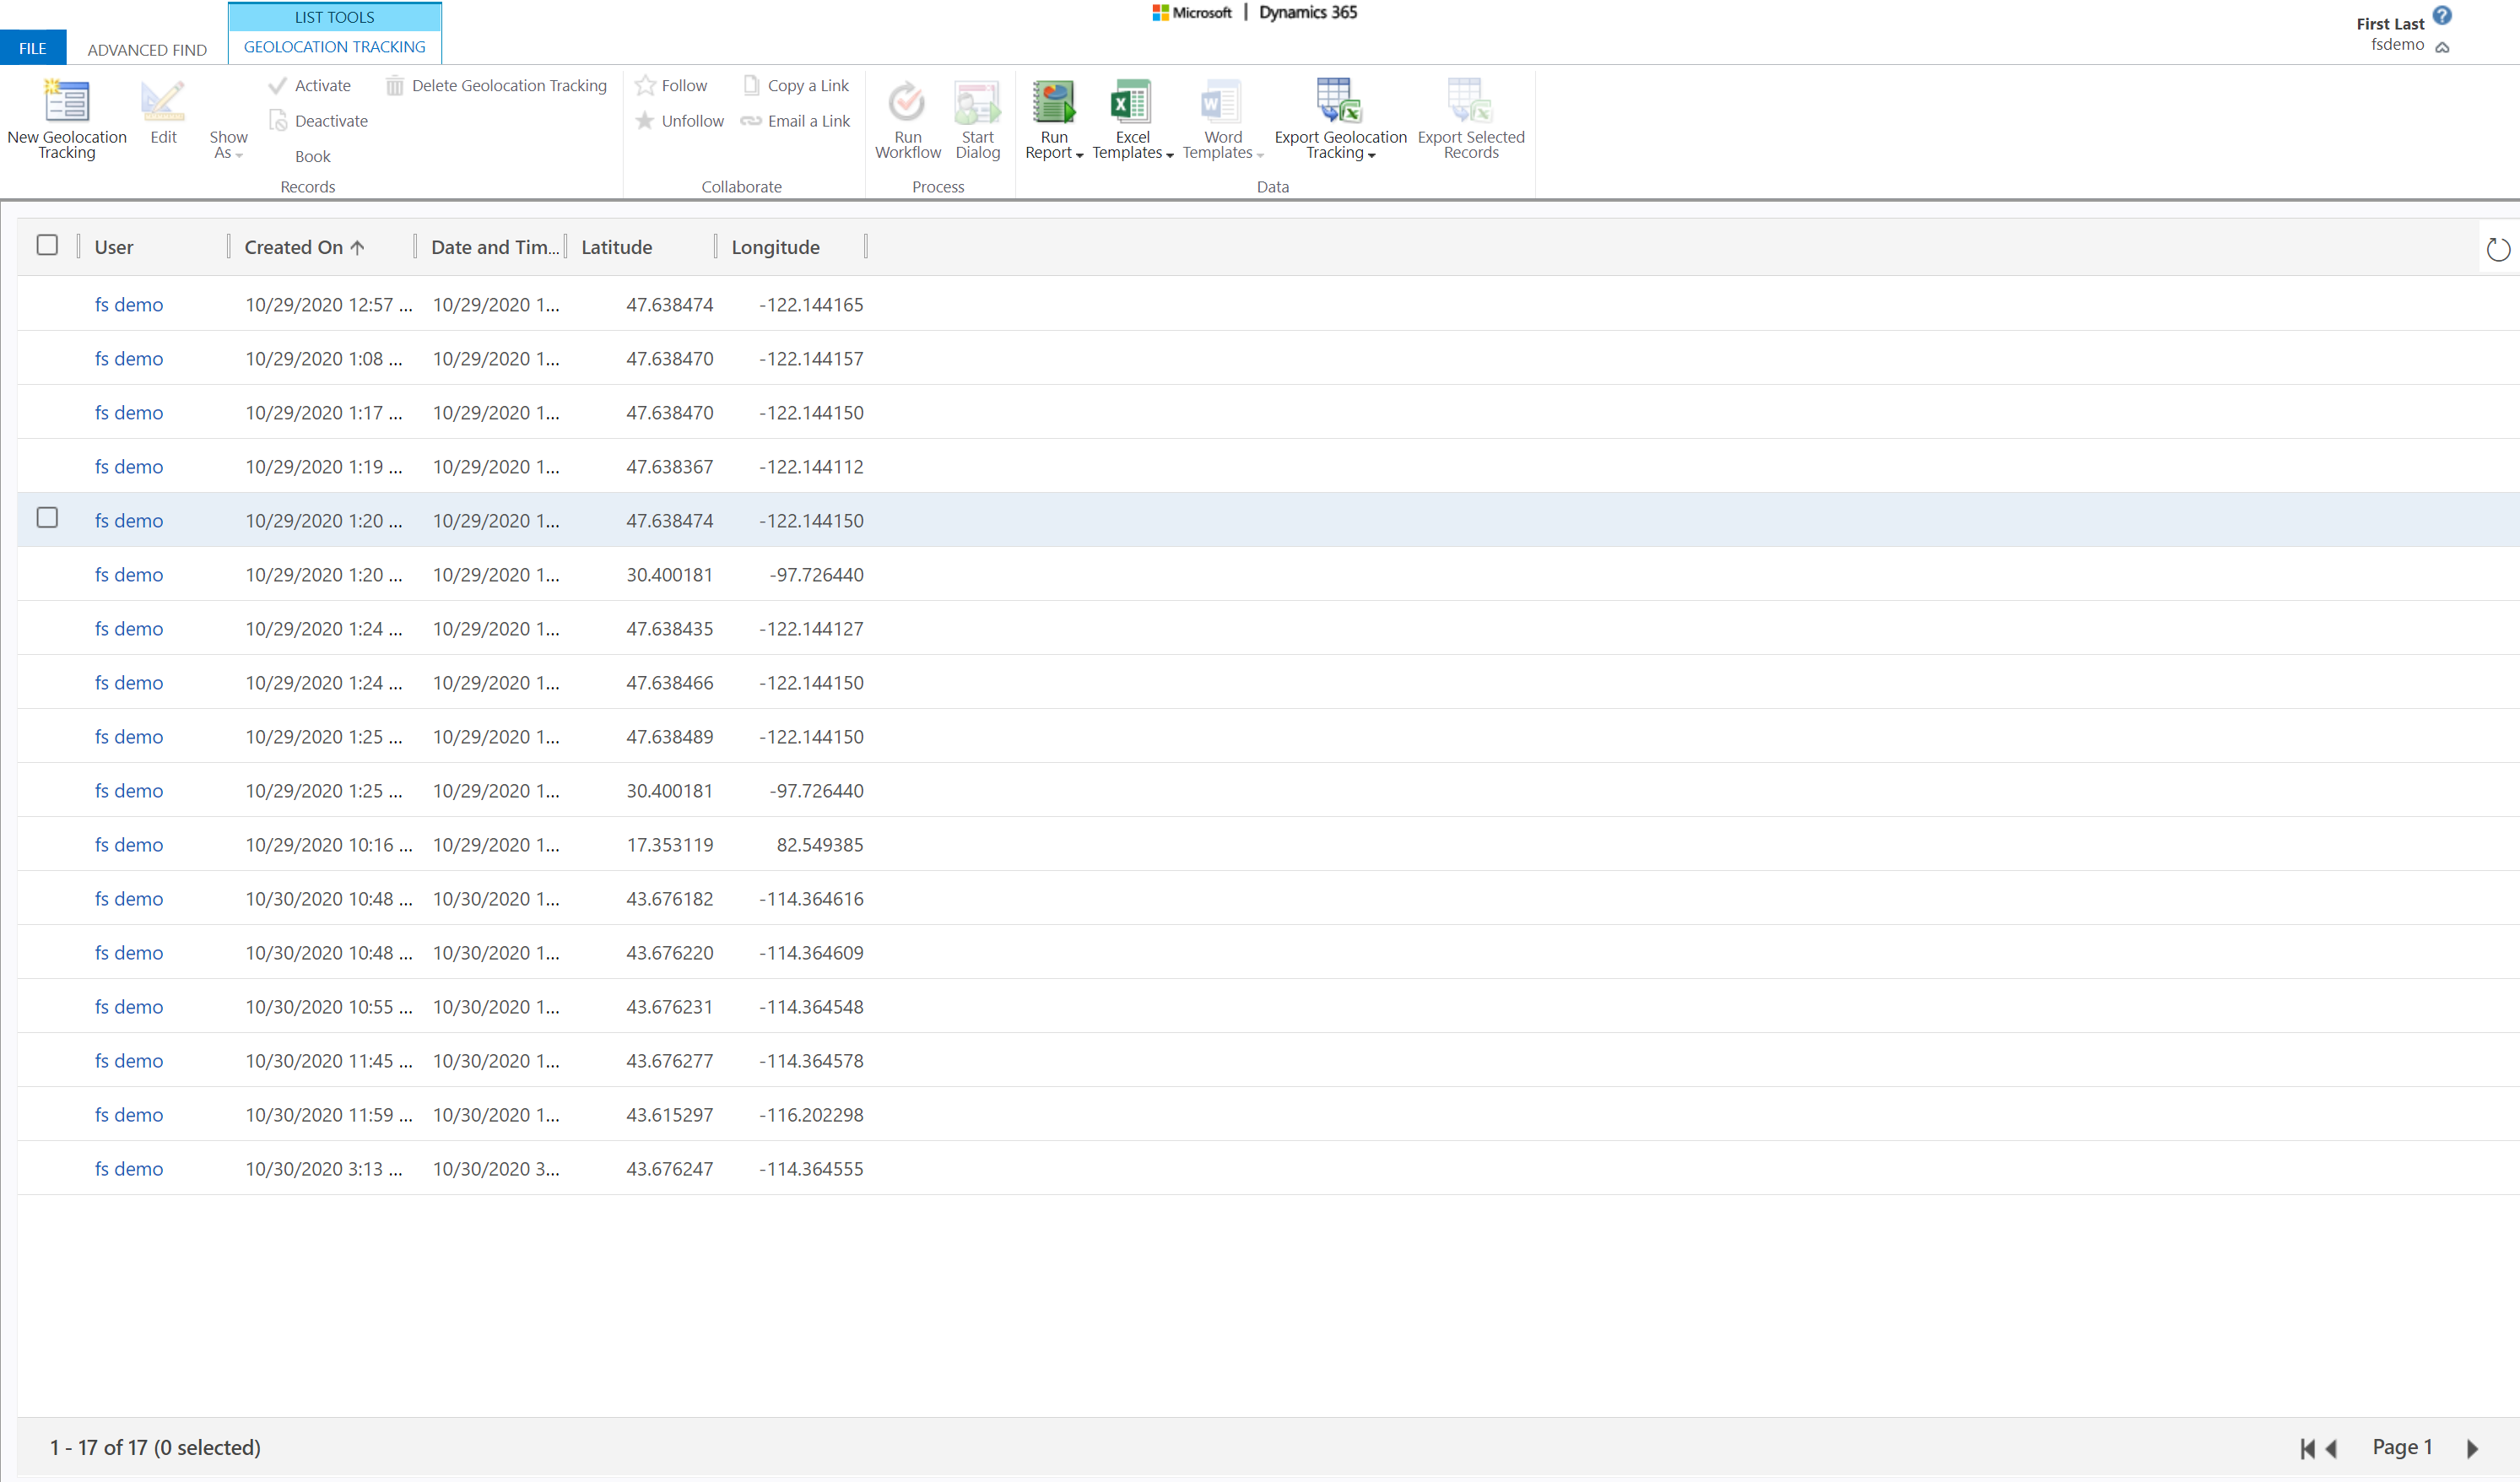 Microsoft | Dynamics 365
First Last
fsdemo
LIST TOOLS
FILE ADVANCED FIND GEOLOCATION TRACKING
New Geolocation Tracking
Edit
Show As
Activate
Deactivate
Book
Delete Geolocation Tracking
Records
Follow
Unfollow
Copy a Link
Email a Link
Collaborate
Run Workflow
Start Dialog
Process
Run Report
Excel Templates
Word Templates
Export Geolocation Tracking
Export Selected Records
Data
User Created On Date and Tim... Latitude Longitude
fs demo 10/29/2020 12:57 ... 10/29/2020 1... 47.638474 -122.144165
fs demo 10/29/2020 1:08 ... 10/29/2020 1... 47.638470 -122.144157
fs demo 10/29/2020 1:17 ... 10/29/2020 1... 47.638470 -122.144150
fs demo 10/29/2020 1:19 ... 10/29/2020 1... 47.638367 -122.144112
fs demo 10/29/2020 1:20 ... 10/29/2020 1... 47.638474 -122.144150
fs demo 10/29/2020 1:20 ... 10/29/2020 1... 30.400181 -97.726440
fs demo 10/29/2020 1:24 ... 10/29/2020 1... 47.638435 -122.144127
fs demo 10/29/2020 1:24 ... 10/29/2020 1... 47.638466 -122.144150
fs demo 10/29/2020 1:25 ... 10/29/2020 1... 47.638489 -122.144150
fs demo 10/29/2020 1:25 ... 10/29/2020 1... 30.400181 -97.726440
fs demo 10/29/2020 10:16 ... 10/29/2020 1... 17.353119 82.549385
fs demo 10/30/2020 10:48 ... 10/30/2020 1... 43.676182 -114.364616
fs demo 10/30/2020 10:48 ... 10/30/2020 1... 43.676220 -114.364609
fs demo 10/30/2020 10:55 ... 10/30/2020 1... 43.676231 -114.364548
fs demo 10/30/2020 11:45 ... 10/30/2020 1... 43.676277 -114.364578
fs demo 10/30/2020 11:59 ... 10/30/2020 1... 43.615297 -116.202298
fs demo 10/30/2020 3:13 ... 10/30/2020 3... 43.676247 -114.364555
1 - 17 of 17 (0 selected) Page 1